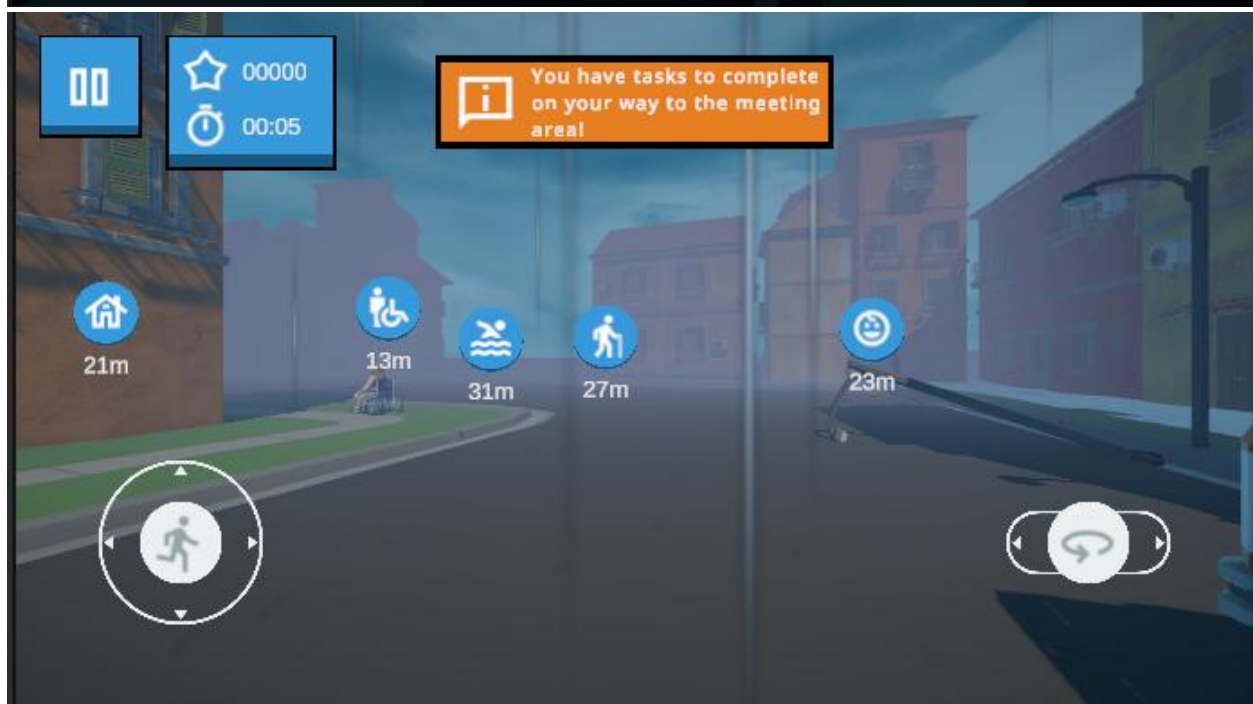 00000
00:05
You have tasks to complete
on your way to the meeting
area!
21m
13m
31m
27m
23m